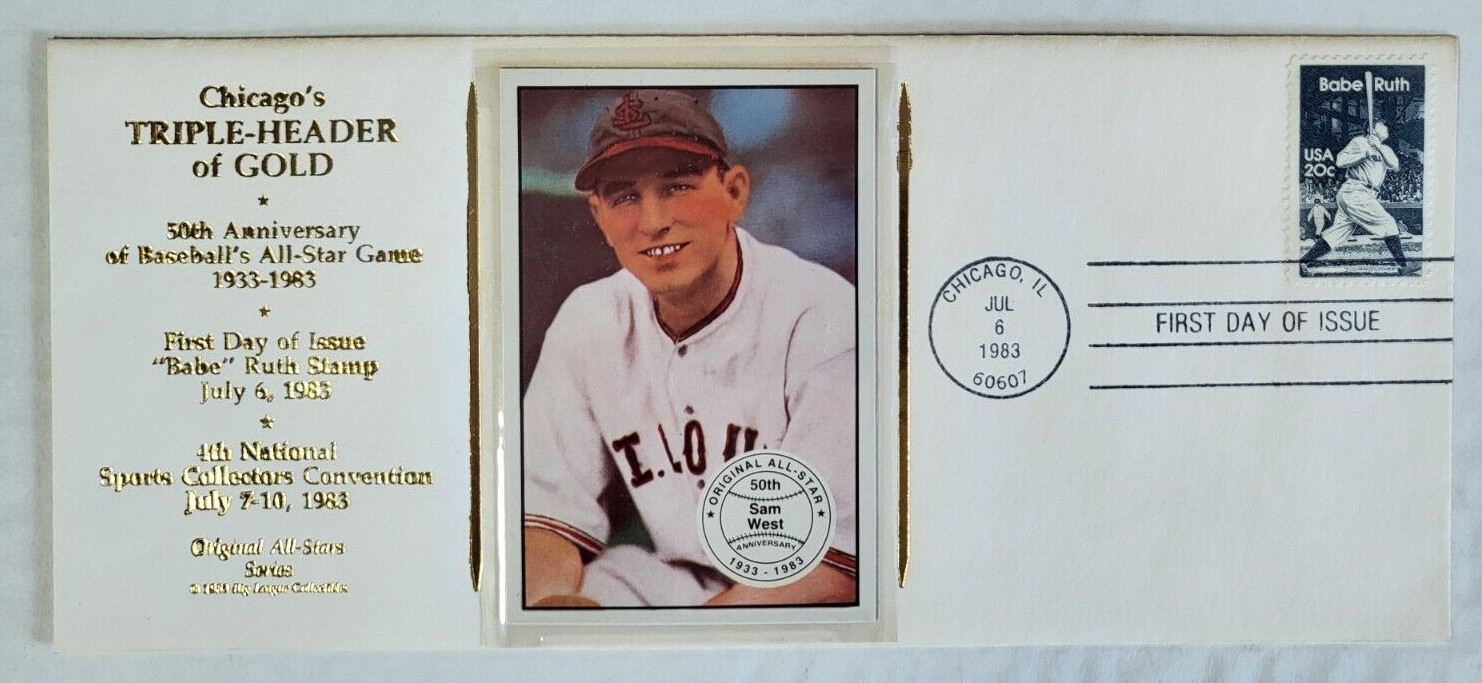 Chicago's
TRIPLE-HEADER
of GOLD
50th Anniversary
of Baseball's All-Star Game
1933-1983
First Day of Issue
"Babe" Ruth Stamp
July 6, 1983
4th National
Sports Collectors Convention
July 7-10, 1983
Original All-Stars
Series
© 1983 Big League Collectibles
StL
T. LOU
ORIGINAL ALL-STAR
50th
Sam
West
ANNIVERSARY
1933 - 1983
CHICAGO, IL
JUL
6
1983
60607
FIRST DAY OF ISSUE
Babe Ruth
USA
20c